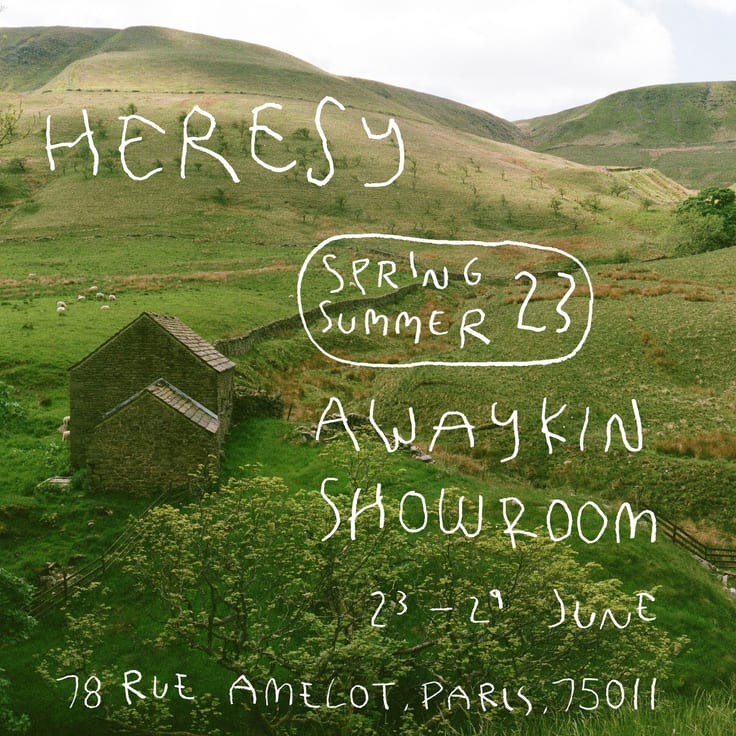 HERESY
SPRING
SUMMER 23
AWAYKIN
SHOWROOM
23 – 29 JUNE
78 RUE AMELOT, PARIS, 75011